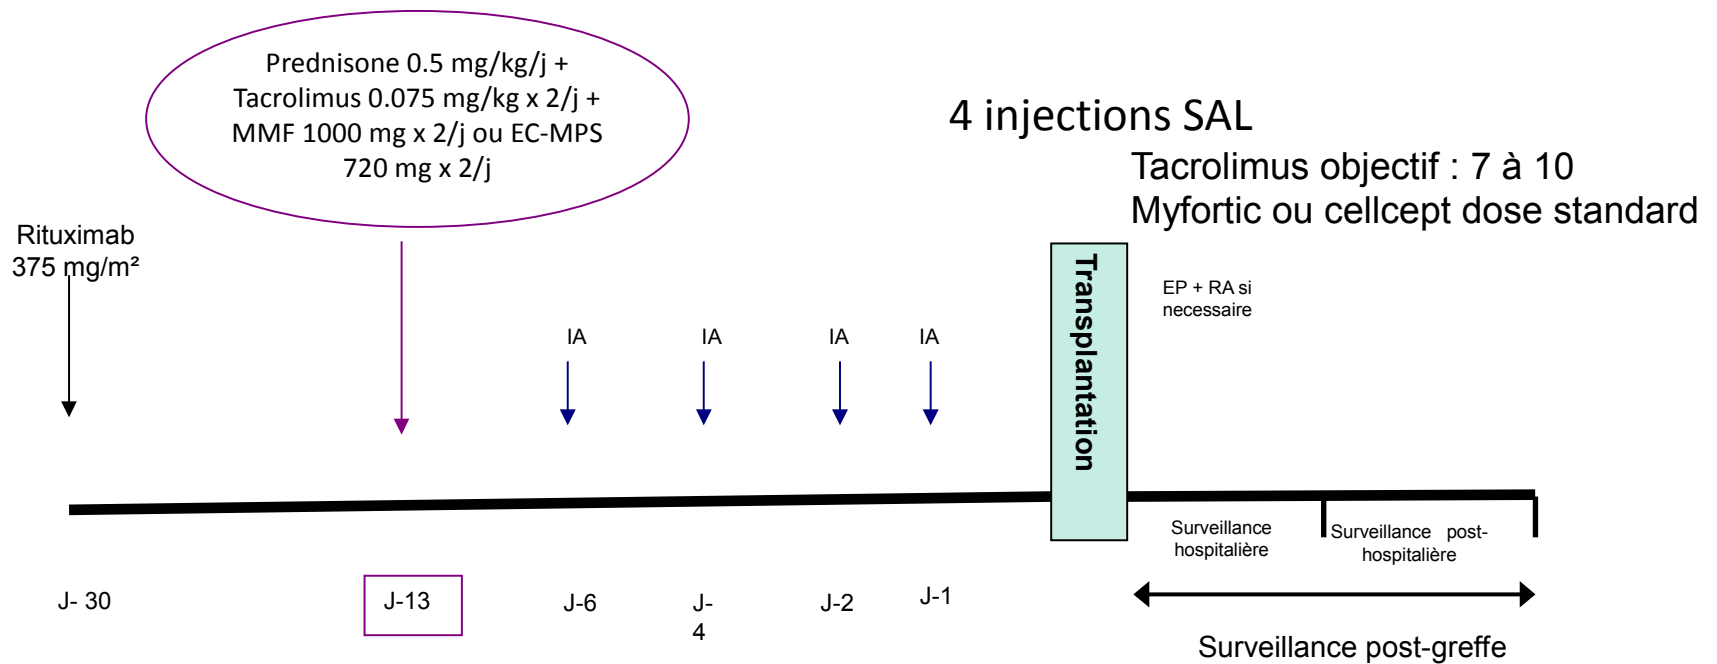 Prednisone 0.5 mg/kg/j +
Tacrolimus 0.075 mg/kg x 2/j +
MMF 1000 mg x 2/j ou EC-MPS
720 mg x 2/j
4 injections SAL
Tacrolimus objectif : 7 à 10
Myfortic ou cellcept dose standard
Rituximab
375 mg/m²
IA
IA
IA
IA
Transplantation
EP + RA si
necessaire
Surveillance
hospitalière
Surveillance post-
hospitalière
J- 30
J-13
J-6
J-
4
J-2
J-1
Surveillance post-greffe